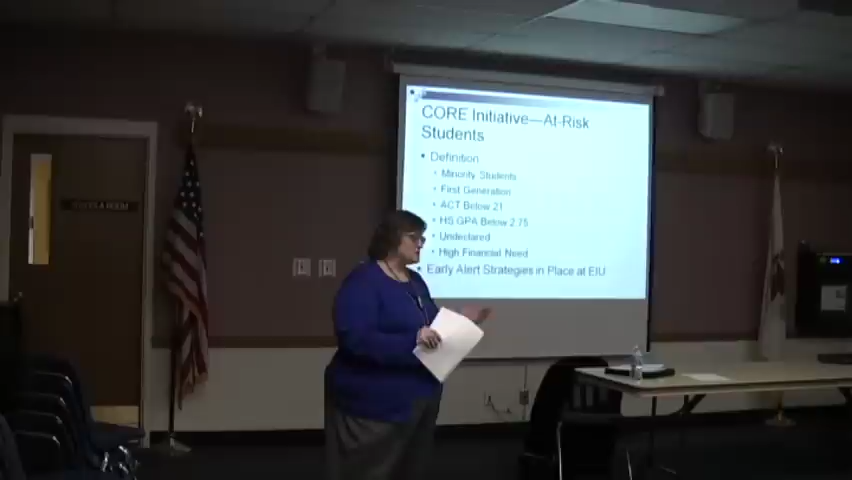 CORE Initiative—At-Risk
Students
Definition
Minority Students
First Generation
ACT Below 21
HS GPA Below 2.75
Undeclared
High Financial Need
Early Alert Strategies in Place at EIU